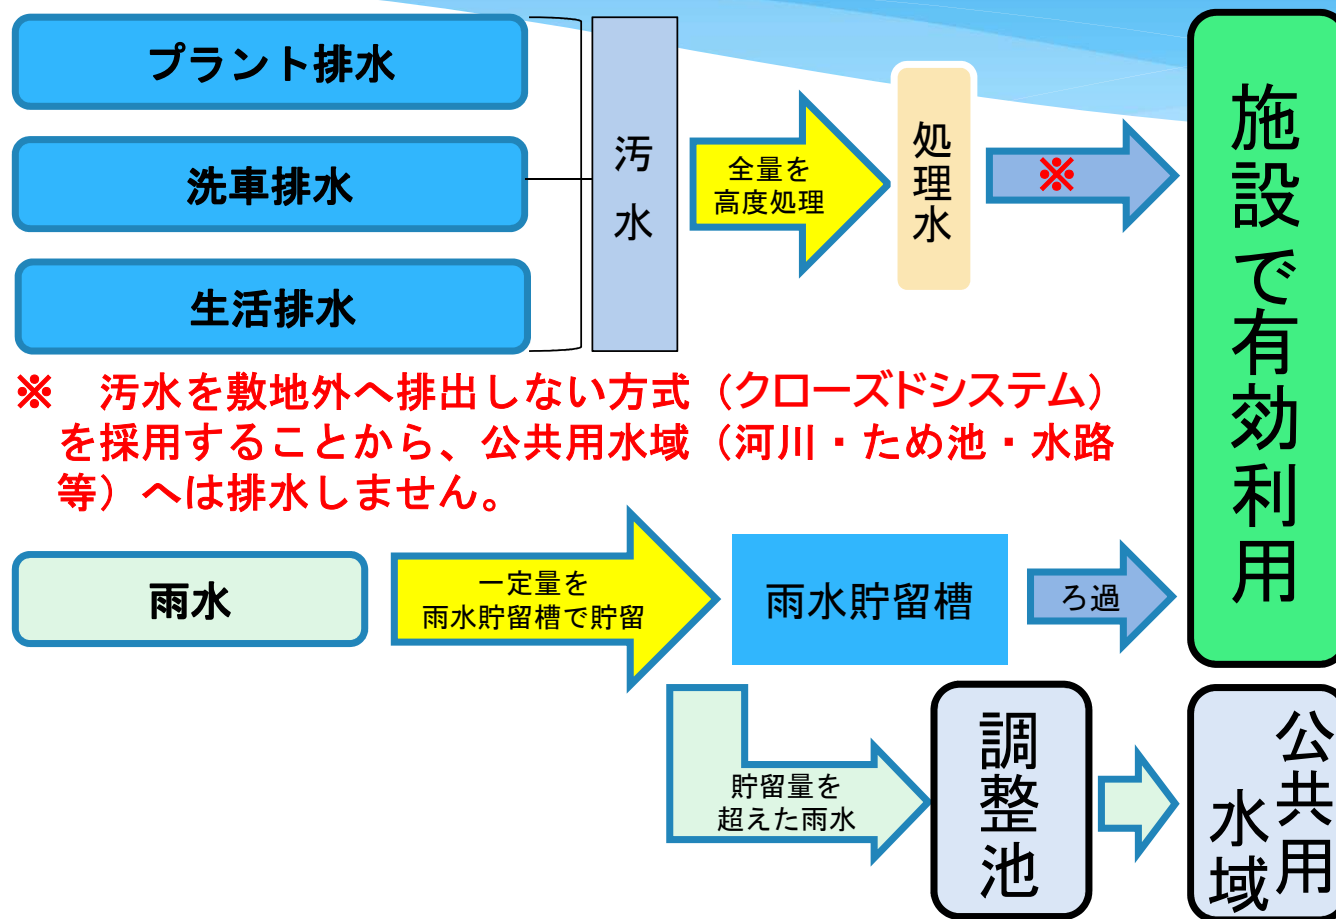 プラント排水
洗車排水
生活排水
汚水
全量を
高度処理
処理水
※
施設で有効利用
※　汚水を敷地外へ排出しない方式（クローズドシステム）
を採用することから、公共用水域（河川・ため池・水路
等）へは排水しません。
雨水
一定量を
雨水貯留槽で貯留
雨水貯留槽
ろ過
貯留量を
超えた雨水
調整池
公共用
水域